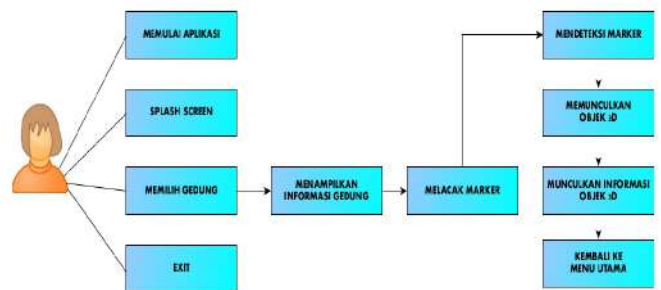 MEMULAI APLIKASI
SPLASH SCREEN
MEMILIH GEDUNG
EXIT
MENAMPILKAN
INFORMASI GEDUNG
MELACAK MARKER
MENDETEKSI MARKER
MEMUNCULKAN
OBJEK 3D
MUNCULKAN INFORMASI
OBJEK 3D
KEMBALI KE
MENU UTAMA